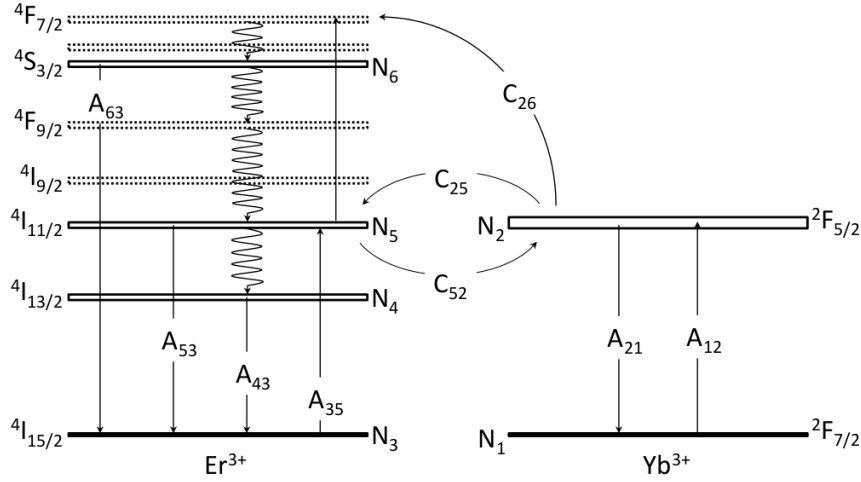 ⁴F₇/₂
⁴S₃/₂ N₆
A₆₃
C₂₆
⁴F₉/₂
⁴I₉/₂
C₂₅
⁴I₁₁/₂ N₅ N₂ ²F₅/₂
C₅₂
⁴I₁₃/₂ N₄
A₅₃ A₂₁ A₁₂
A₄₃
A₃₅
⁴I₁₅/₂ N₃ N₁ ²F₇/₂
Er³⁺ Yb³⁺